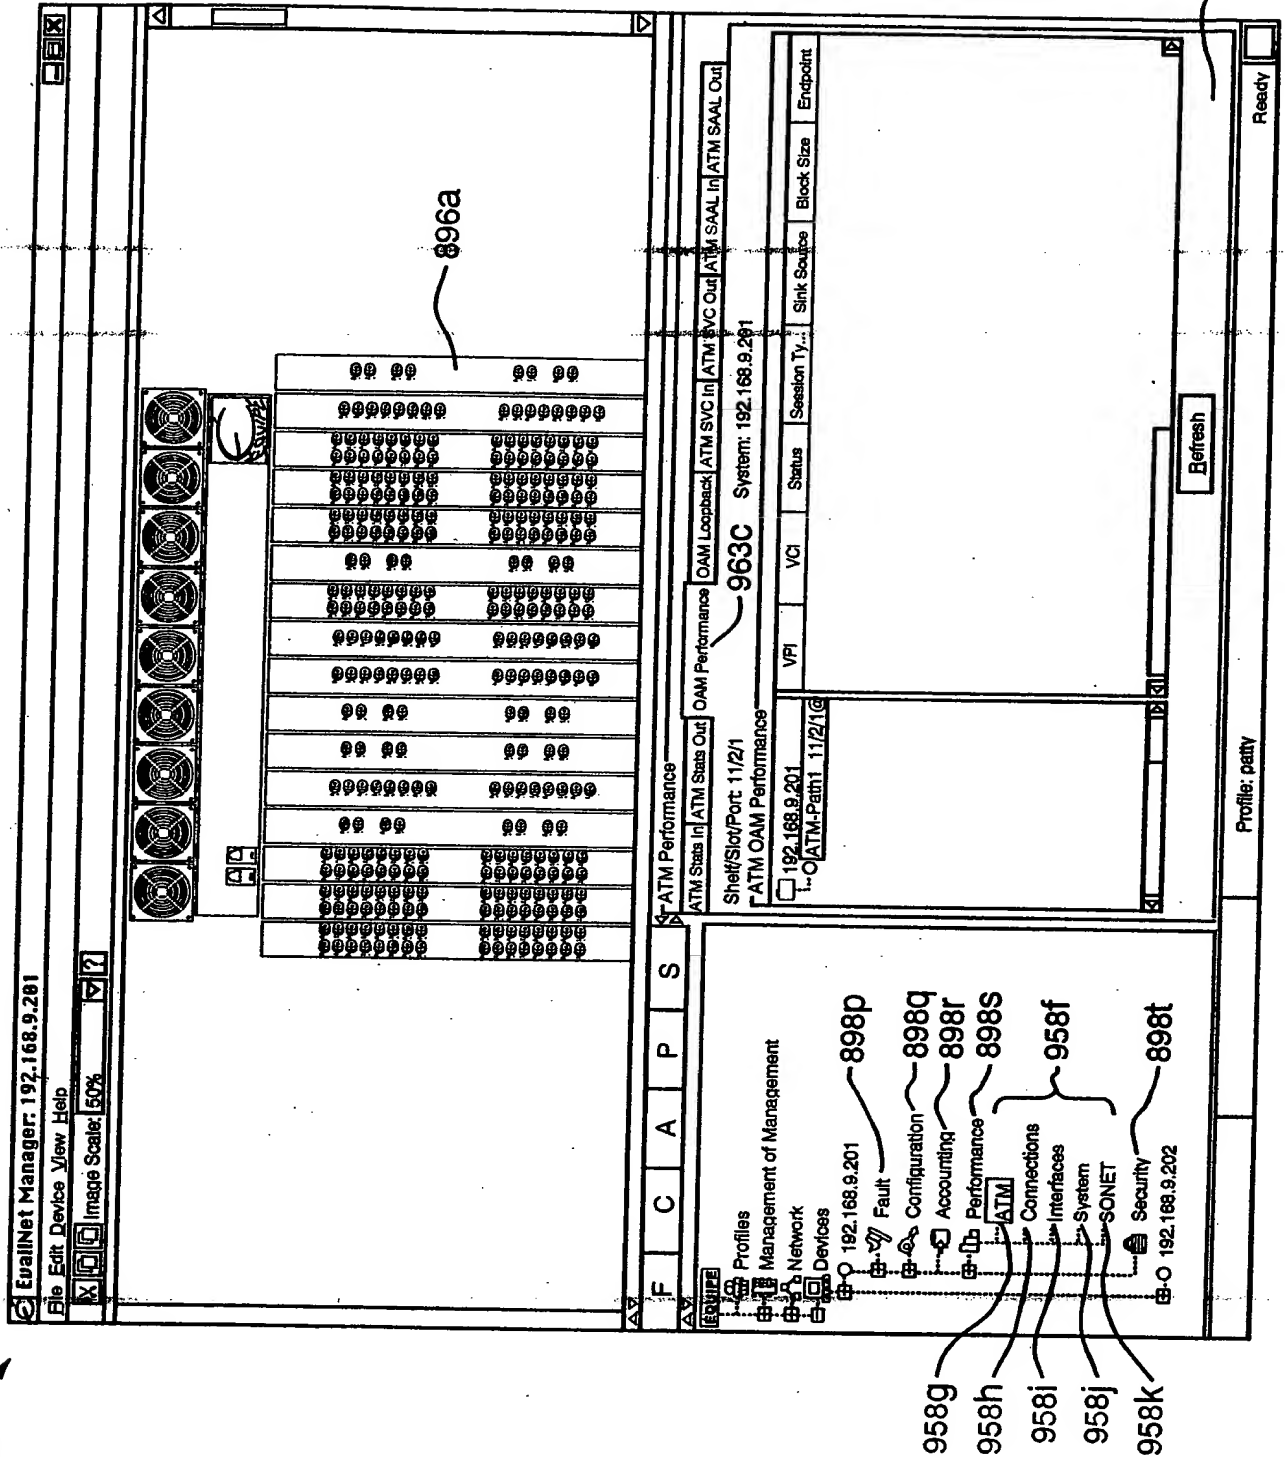 EvallNet Manager: 192.168.9.201
File Edit Device View Help
Image Scale: 50% ?
896a
F C A P S
EQUIPE
Profiles
Management of Management
Network
Devices
192.168.9.201
898p
Fault
Configuration
898q
Accounting
898r
Performance
898s
ATM
Connections
Interfaces
System
SONET
958f
Security
898t
192.168.9.202
958g
958h
958i
958j
958k
ATM Performance
ATM Stats In ATM Stats Out OAM Performance OAM Loopback ATM SVC In ATM SVC Out ATM SAAL In ATM SAAL Out
963C
Shelf/Slot/Port: 11/2/1 System: 192.168.9.201
ATM OAM Performance
192.168.9.201
ATM-Path1 11/2/1@
VPI VCI Status Session Ty... Sink Source Block Size Endpoint
Refresh
Profile: patty
Ready